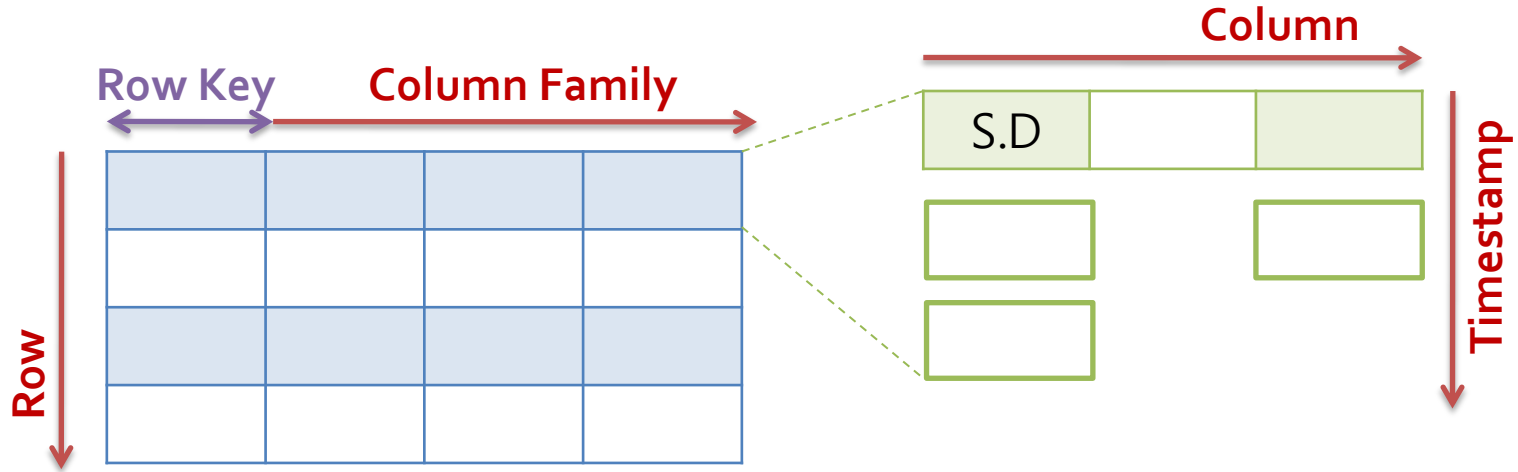 Column
Row Key
Column Family
S.D
Timestamp
Row